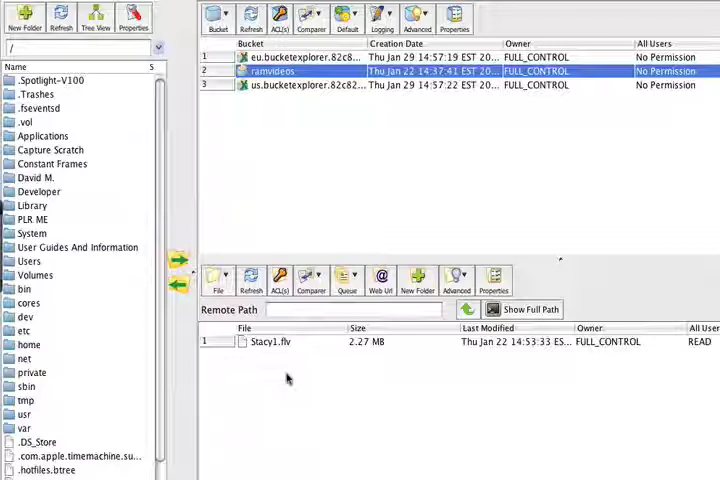 New Folder Refresh Tree View Properties
/
Name S
.Spotlight-V100
.Trashes
.fseventsd
.vol
Applications
Capture Scratch
Constant Frames
David M.
Developer
Library
PLR ME
System
User Guides And Information
Users
Volumes
bin
cores
dev
etc
home
net
private
sbin
tmp
usr
var
.DS_Store
.com.apple.timemachine.su...
.hotfiles.btree
Bucket Refresh ACL(s) Comparer Default Logging Advanced Properties
Bucket Creation Date Owner All Users
1 eu.bucketexplorer.82c8... Thu Jan 29 14:57:19 EST 20... FULL_CONTROL No Permission
2 ramvideos Thu Jan 22 14:37:41 EST 20... FULL_CONTROL No Permission
3 us.bucketexplorer.82c82... Thu Jan 29 14:57:22 EST 20... FULL_CONTROL No Permission
File Refresh ACL(s) Comparer Queue Web Url New Folder Advanced Properties
Remote Path Show Full Path
File Size Last Modified Owner All User
1 Stacy1.flv 2.27 MB Thu Jan 22 14:53:33 ES... FULL_CONTROL READ